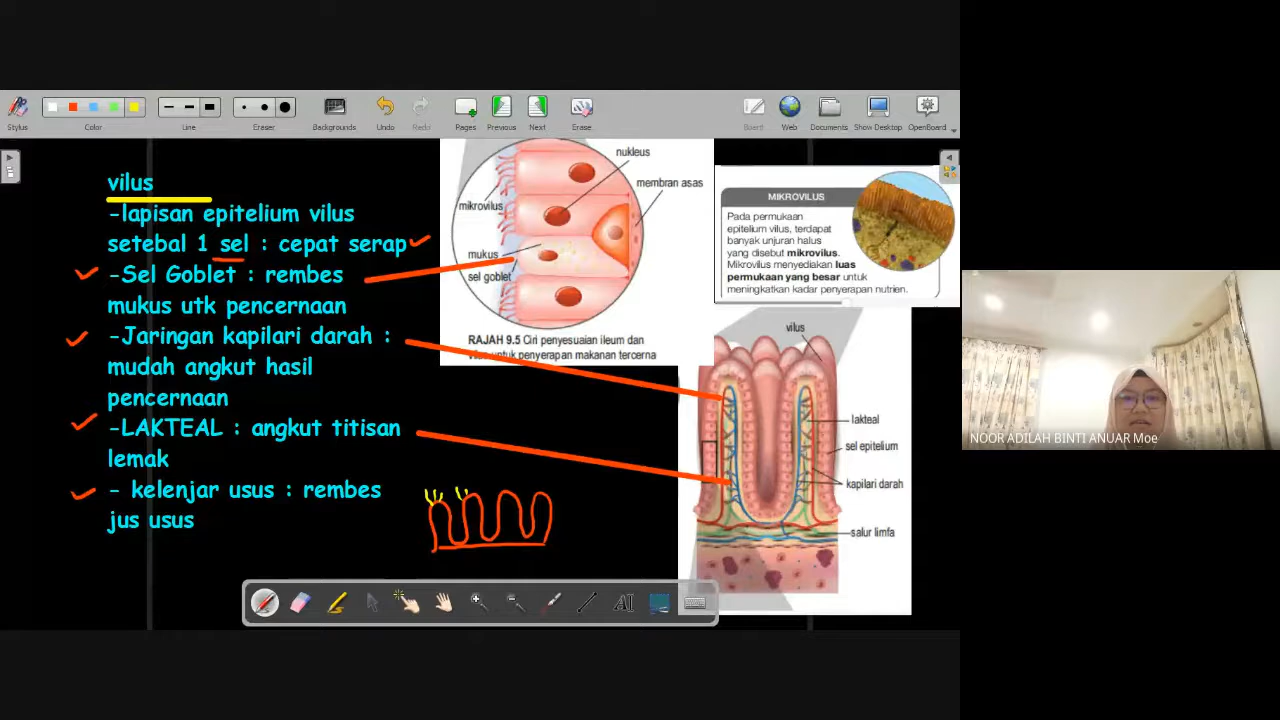 Stylus
Color
Line
Eraser
Backgrounds
Undo
Redo
Pages
Previous
Next
Erase
Board
Web
Documents
Show Desktop
OpenBoard
vilus
-lapisan epitelium vilus
setebal 1 sel : cepat serap
-Sel Goblet : rembes
mukus utk pencernaan
-Jaringan kapilari darah :
mudah angkut hasil
pencernaan
-LAKTEAL : angkut titisan
lemak
- kelenjar usus : rembes
jus usus
nukleus
membran asas
mikrovilus
mukus
sel goblet
RAJAH 9.5 Ciri penyesuaian ileum dan
vilus untuk penyerapan makanan tercerna
MIKROVILUS
Pada permukaan
epitelium vilus, terdapat
banyak unjuran halus
yang disebut mikrovilus.
Mikrovilus menyediakan luas
permukaan yang besar untuk
meningkatkan kadar penyerapan nutrien.
vilus
lakteal
sel epitelium
kapilari darah
salur limfa
AI
NOOR ADILAH BINTI ANUAR Moe